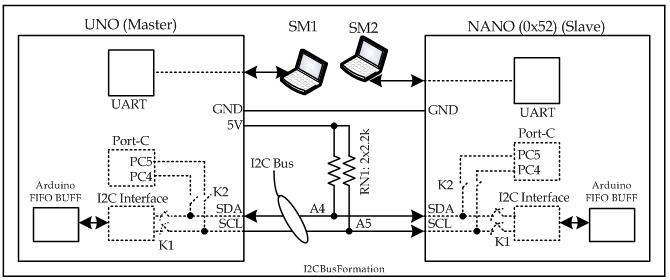 UNO (Master)
SM1
SM2
NANO (0x52) (Slave)
UART
UART
GND
GND
5V
Port-C
PC5
PC4
I2C Bus
RN1: 2x2.2k
Port-C
PC5
PC4
K2
K2
Arduino
FIFO BUFF
I2C Interface
SDA
SCL
A4
A5
SDA
SCL
I2C Interface
Arduino
FIFO BUFF
K1
K1
I2CBusFormation